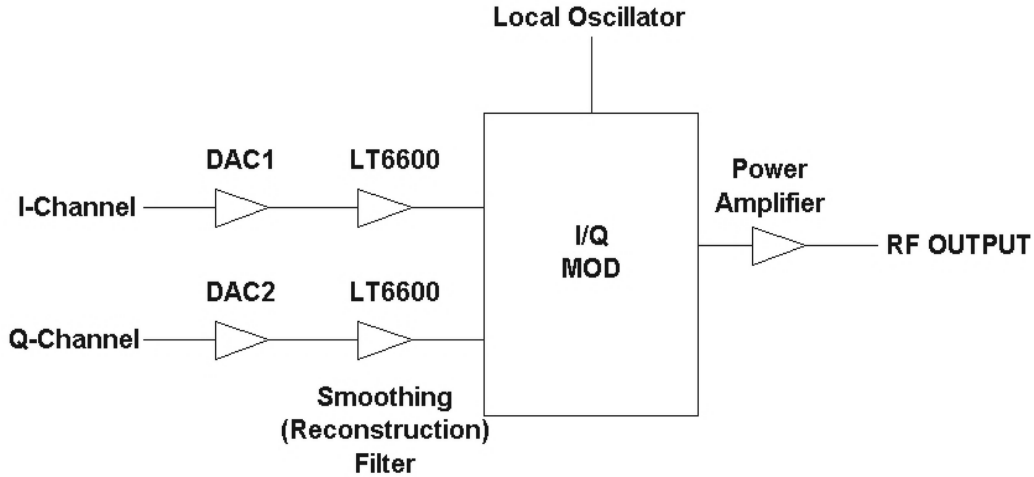 Local Oscillator
DAC1
LT6600
I-Channel
Power
Amplifier
I/Q
MOD
RF OUTPUT
DAC2
LT6600
Q-Channel
Smoothing
(Reconstruction)
Filter